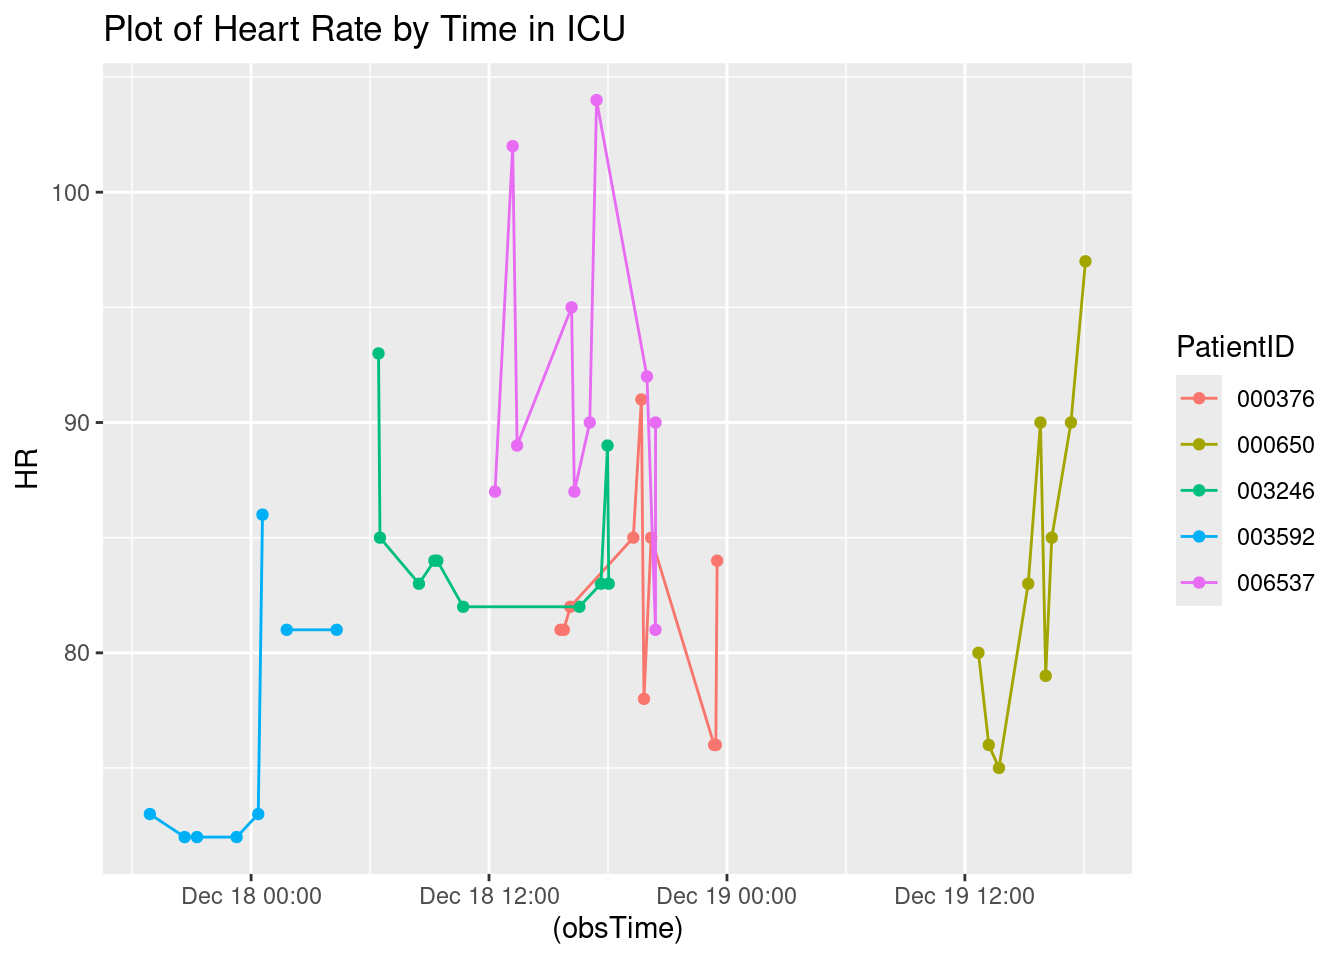 Plot of Heart Rate by Time in ICU
100
90
80
HR
Dec 18 00:00
Dec 18 12:00
Dec 19 00:00
Dec 19 12:00
(obsTime)
PatientID
000376
000650
003246
003592
006537